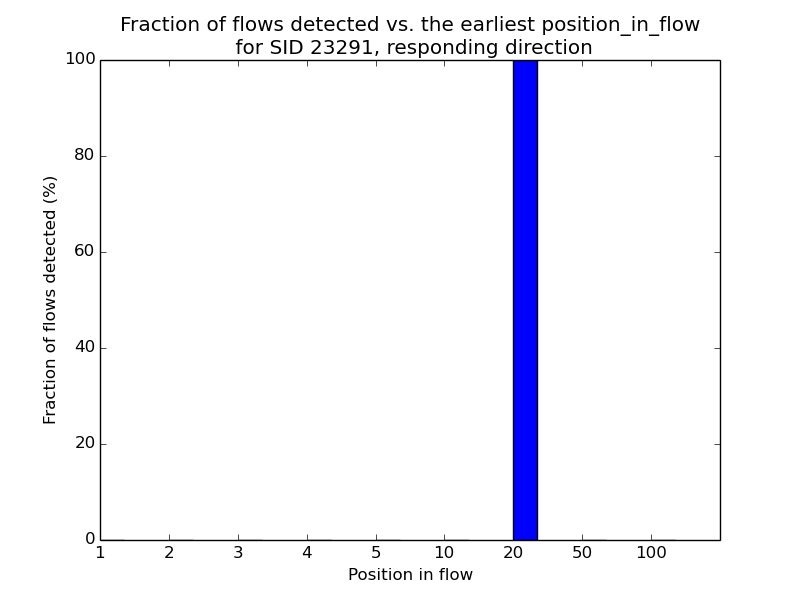 Fraction of flows detected vs. the earliest position_in_flow
for SID 23291, responding direction
100
80
60
40
20
0
Fraction of flows detected (%)
1 2 3 4 5 10 20 50 100
Position in flow